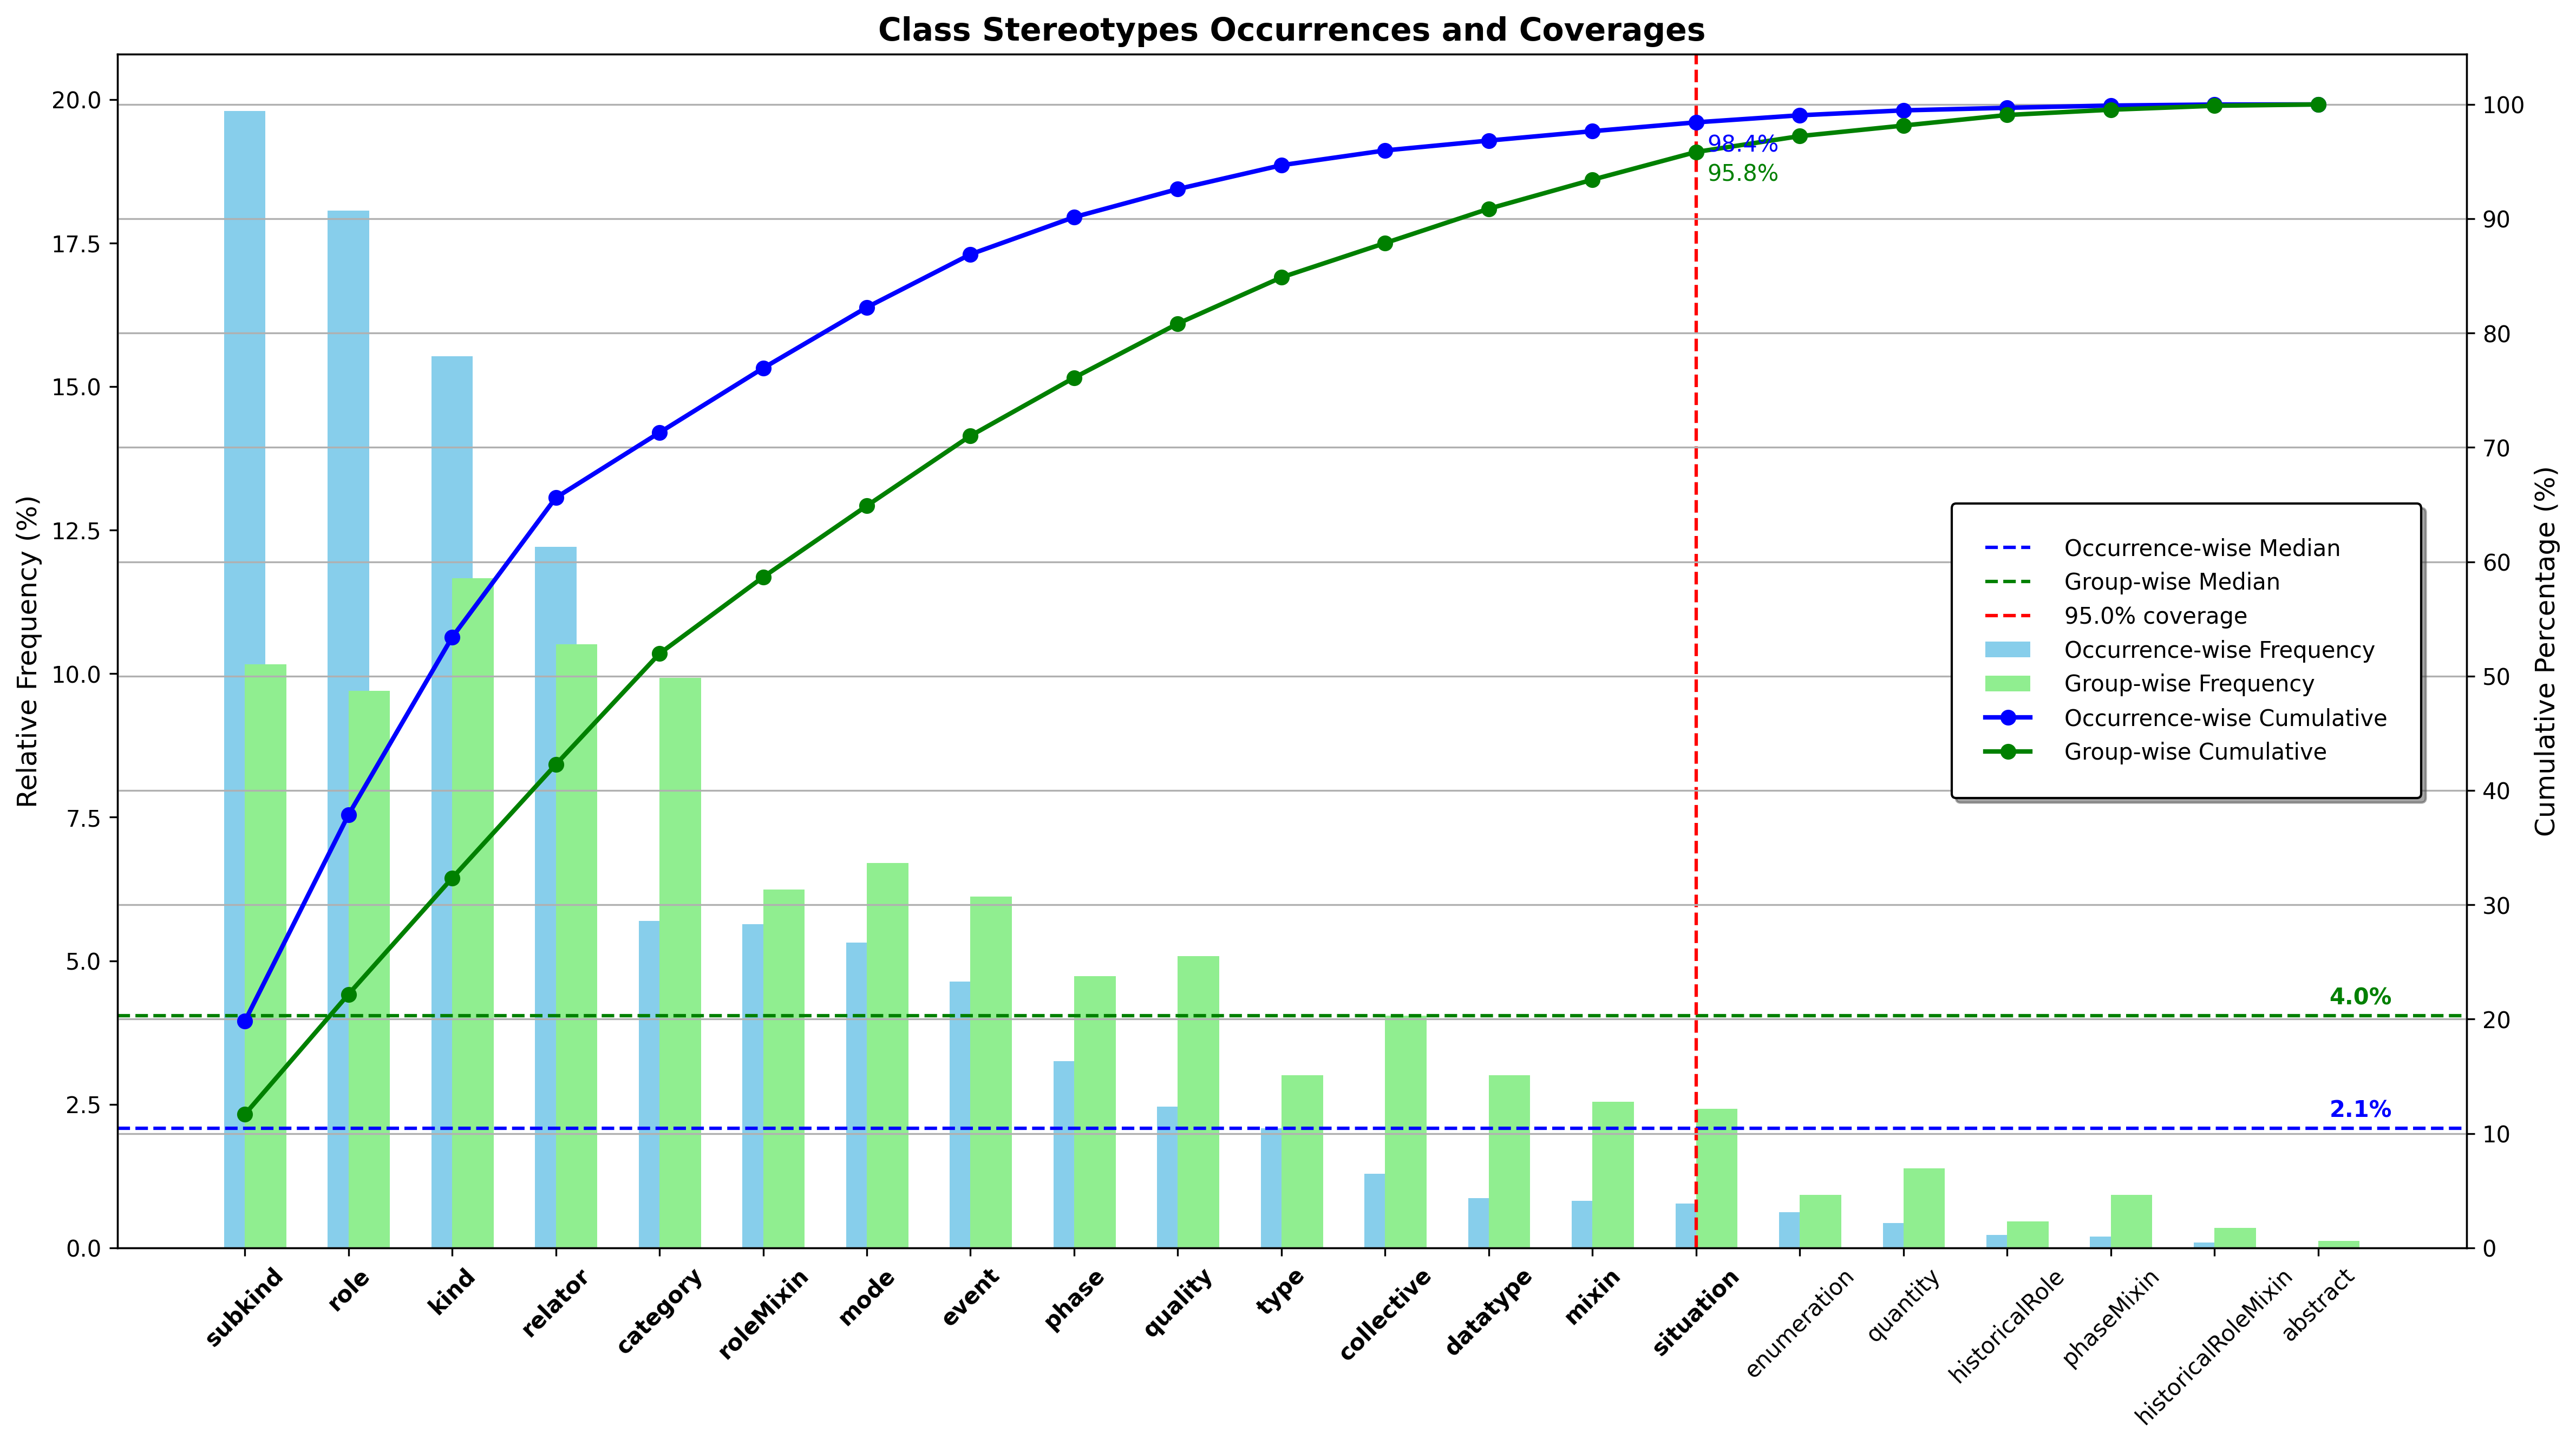 Class Stereotypes Occurrences and Coverages
Relative Frequency (%)
20.0
17.5
15.0
12.5
10.0
7.5
5.0
2.5
0.0
98.4%
95.8%
4.0%
2.1%
Occurrence-wise Median
Group-wise Median
95.0% coverage
Occurrence-wise Frequency
Group-wise Frequency
Occurrence-wise Cumulative
Group-wise Cumulative
100
90
80
70
60
50
40
30
20
10
0
Cumulative Percentage (%)
subkind
role
kind
relator
category
roleMixin
mode
event
phase
quality
type
collective
datatype
mixin
situation
enumeration
quantity
historicalRole
phaseMixin
historicalRoleMixin
abstract